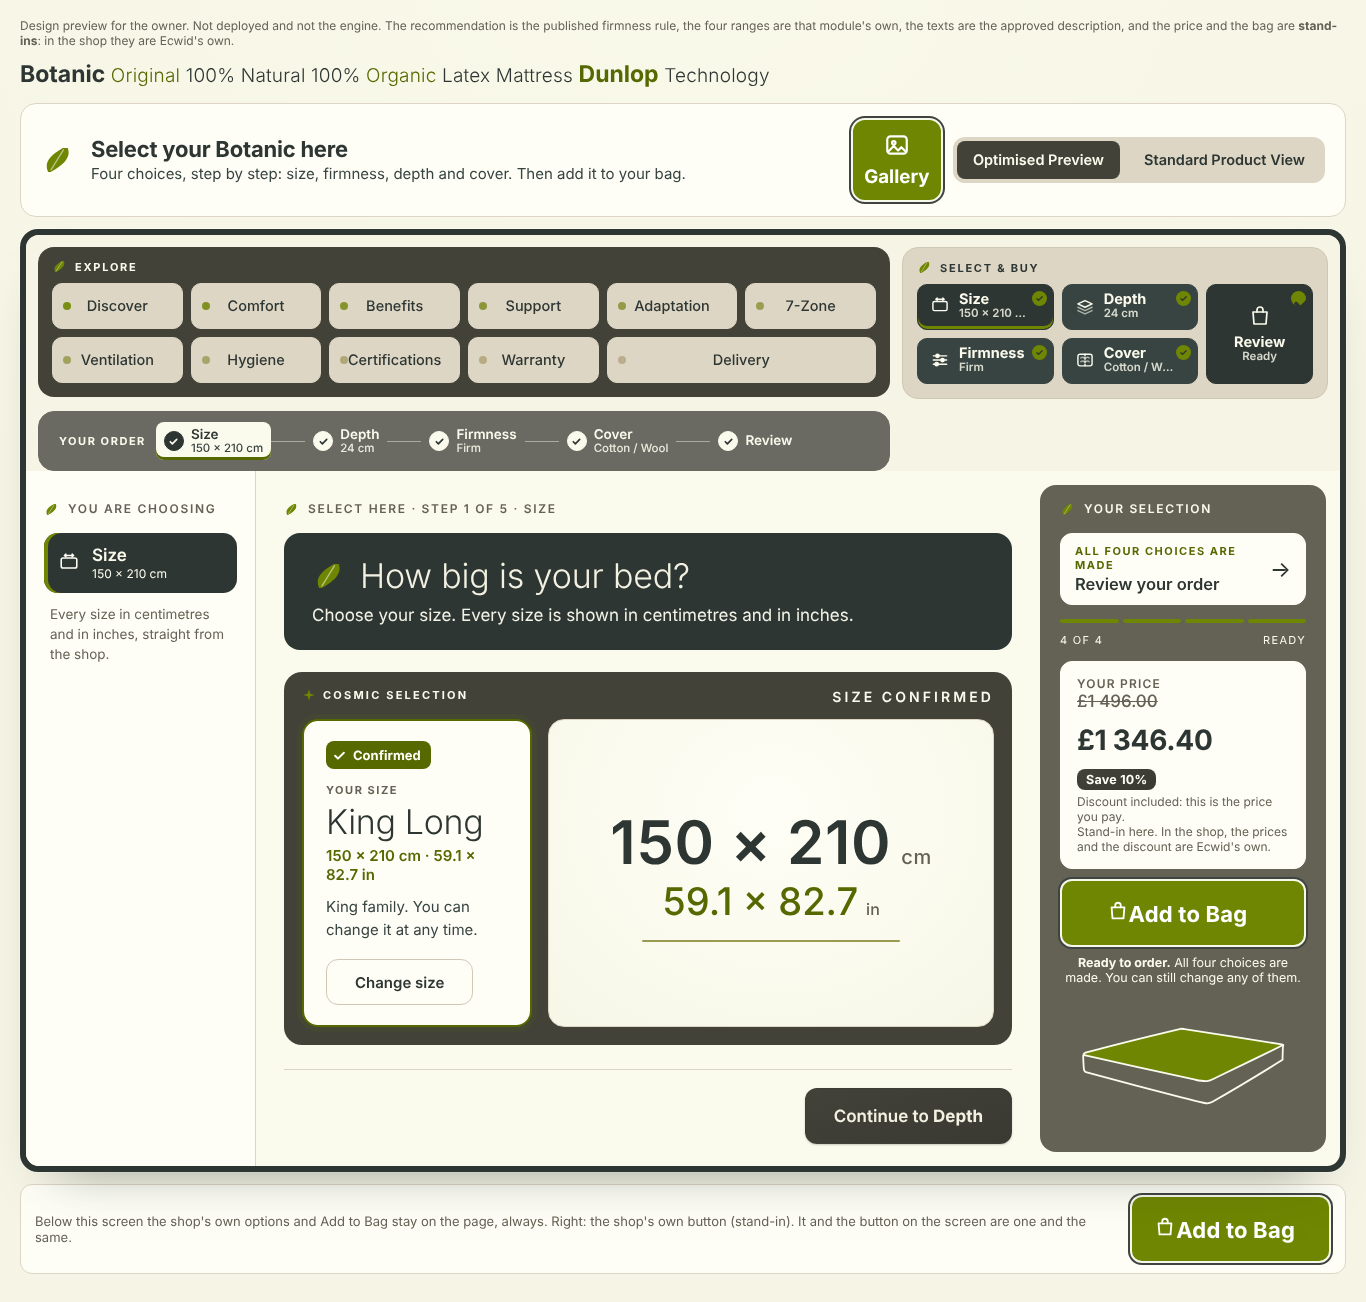 Design preview for the owner. Not deployed and not the engine. The recommendation is the published firmness rule, the four ranges are that module's own, the texts are the approved description, and the price and the bag are stand-
ins: in the shop they are Ecwid's own.
Botanic Original 100% Natural 100% Organic Latex Mattress Dunlop Technology
Select your Botanic here
Four choices, step by step: size, firmness, depth and cover. Then add it to your bag.
Gallery
Optimised Preview
Standard Product View
EXPLORE
Discover
Comfort
Benefits
Support
Adaptation
7-Zone
Ventilation
Hygiene
Certifications
Warranty
Delivery
SELECT & BUY
Size
150 × 210 ...
Depth
24 cm
Firmness
Firm
Cover
Cotton / W...
Review
Ready
YOUR ORDER
Size
150 × 210 cm
Depth
24 cm
Firmness
Firm
Cover
Cotton / Wool
Review
YOU ARE CHOOSING
Size
150 × 210 cm
Every size in centimetres
and in inches, straight from
the shop.
SELECT HERE · STEP 1 OF 5 · SIZE
How big is your bed?
Choose your size. Every size is shown in centimetres and in inches.
COSMIC SELECTION
SIZE CONFIRMED
Confirmed
YOUR SIZE
King Long
150 × 210 cm · 59.1 ×
82.7 in
King family. You can
change it at any time.
Change size
150 × 210 cm
59.1 × 82.7 in
Continue to Depth
YOUR SELECTION
ALL FOUR CHOICES ARE
MADE
Review your order
4 OF 4
READY
YOUR PRICE
£1 496.00
£1 346.40
Save 10%
Discount included: this is the price
you pay.
Stand-in here. In the shop, the prices
and the discount are Ecwid's own.
Add to Bag
Ready to order. All four choices are
made. You can still change any of them.
Below this screen the shop's own options and Add to Bag stay on the page, always. Right: the shop's own button (stand-in). It and the button on the screen are one and the
same.
Add to Bag